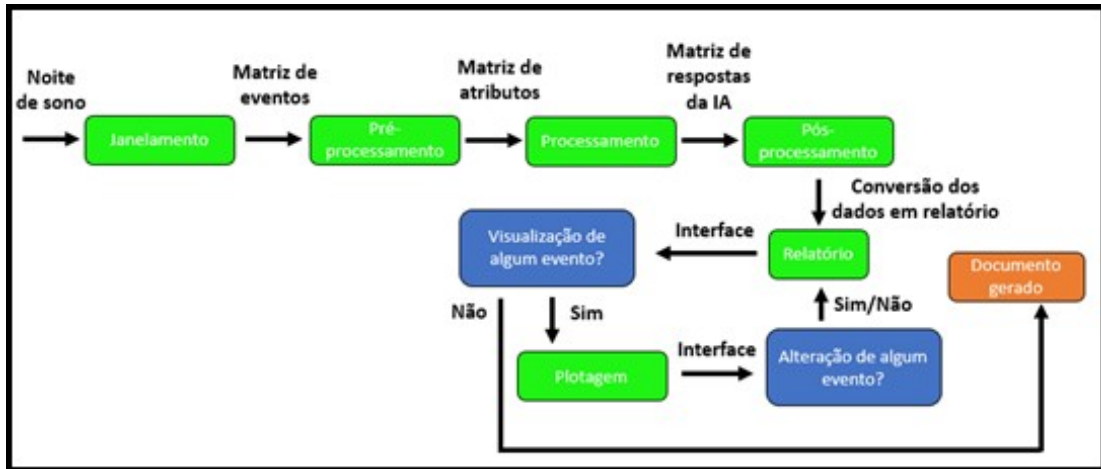 Noite
de sono
Janelamento
Matriz de
eventos
Pré-
processamento
Matriz de
atributos
Processamento
Matriz de
respostas
da IA
Pós-
processamento
Conversão dos
dados em relatório
Relatório
Interface
Visualização de
algum evento?
Não
Sim
Plotagem
Interface
Alteração de algum
evento?
Sim/Não
Documento
gerado